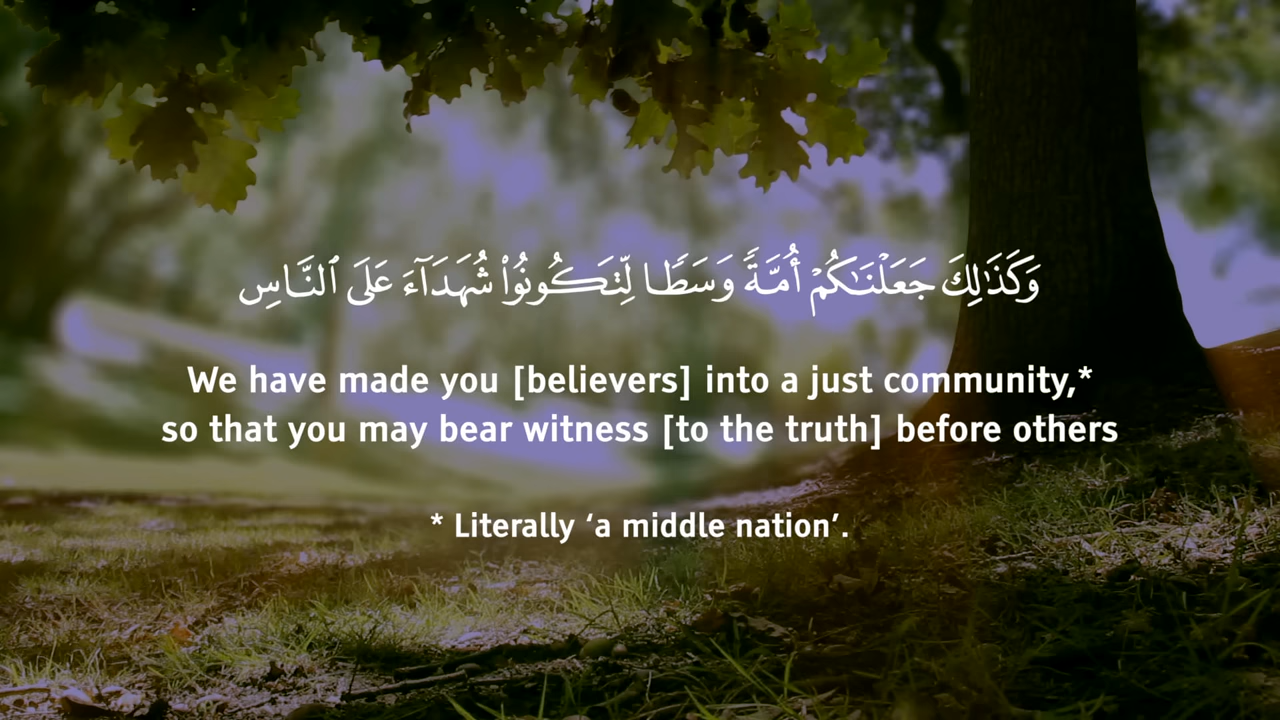 وَكَذَٰلِكَ جَعَلْنَـٰكُمْ أُمَّةً وَسَطًا لِّتَكُونُوا۟ شُهَدَآءَ عَلَى ٱلنَّاسِ
We have made you [believers] into a just community,*
so that you may bear witness [to the truth] before others
* Literally ‘a middle nation’.